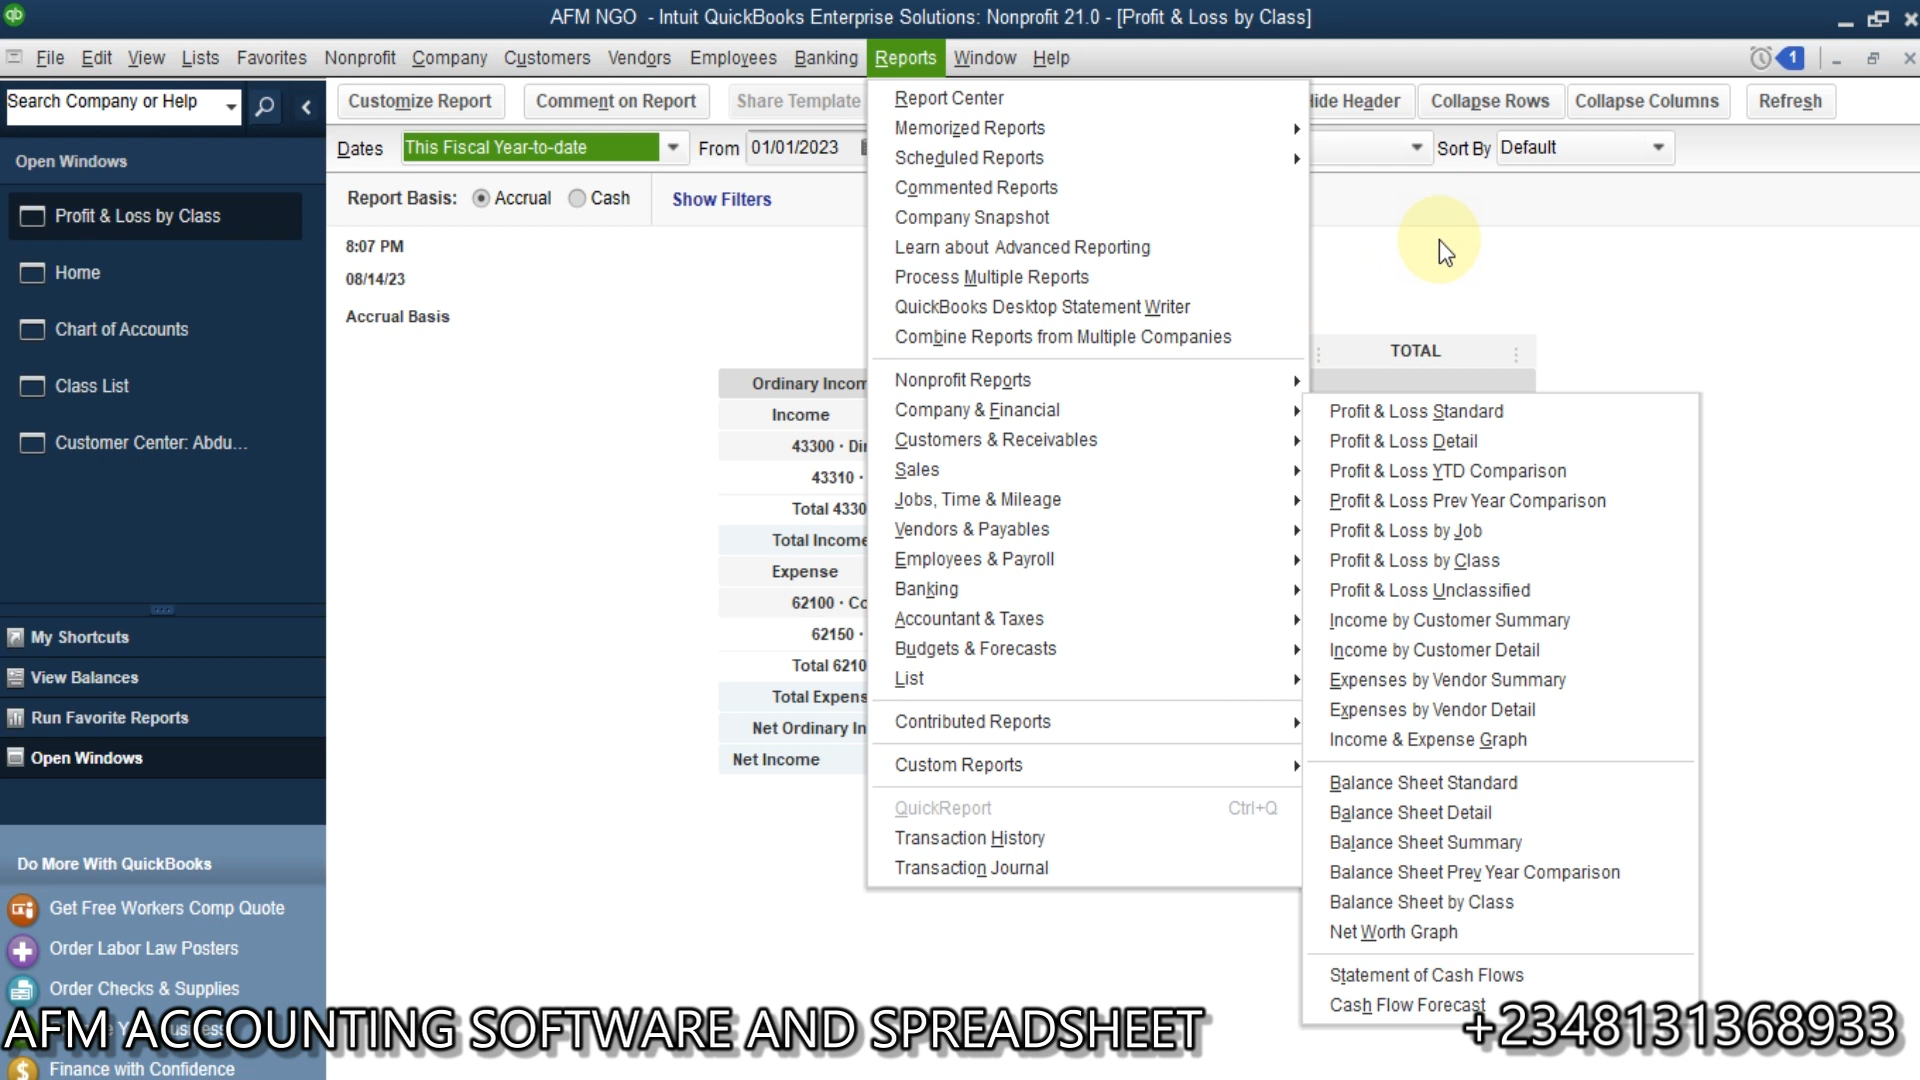 AFM NGO - Intuit QuickBooks Enterprise Solutions: Nonprofit 21.0 - [Profit & Loss by Class]
File Edit View Lists Favorites Nonprofit Company Customers Vendors Employees Banking Reports Window Help
1
Search Company or Help
Customize Report Comment on Report Share Template Hide Header Collapse Rows Collapse Columns Refresh
Dates This Fiscal Year-to-date From 01/01/2023 Sort By Default
Report Basis: Accrual Cash Show Filters
Open Windows
Profit & Loss by Class
Home
Chart of Accounts
Class List
Customer Center: Abdu...
My Shortcuts
View Balances
Run Favorite Reports
Open Windows
Do More With QuickBooks
Get Free Workers Comp Quote
Order Labor Law Posters
Order Checks & Supplies
Finance with Confidence
8:07 PM
08/14/23
Accrual Basis
TOTAL
Ordinary Incom
Income
43300 · Dir
43310 ·
Total 4330
Total Income
Expense
62100 · Co
62150 ·
Total 6210
Total Expens
Net Ordinary In
Net Income
Report Center
Memorized Reports
Scheduled Reports
Commented Reports
Company Snapshot
Learn about Advanced Reporting
Process Multiple Reports
QuickBooks Desktop Statement Writer
Combine Reports from Multiple Companies
Nonprofit Reports
Company & Financial
Customers & Receivables
Sales
Jobs, Time & Mileage
Vendors & Payables
Employees & Payroll
Banking
Accountant & Taxes
Budgets & Forecasts
List
Contributed Reports
Custom Reports
QuickReport Ctrl+Q
Transaction History
Transaction Journal
Profit & Loss Standard
Profit & Loss Detail
Profit & Loss YTD Comparison
Profit & Loss Prev Year Comparison
Profit & Loss by Job
Profit & Loss by Class
Profit & Loss Unclassified
Income by Customer Summary
Income by Customer Detail
Expenses by Vendor Summary
Expenses by Vendor Detail
Income & Expense Graph
Balance Sheet Standard
Balance Sheet Detail
Balance Sheet Summary
Balance Sheet Prev Year Comparison
Balance Sheet by Class
Net Worth Graph
Statement of Cash Flows
Cash Flow Forecast
AFM ACCOUNTING SOFTWARE AND SPREADSHEET
+2348131368933